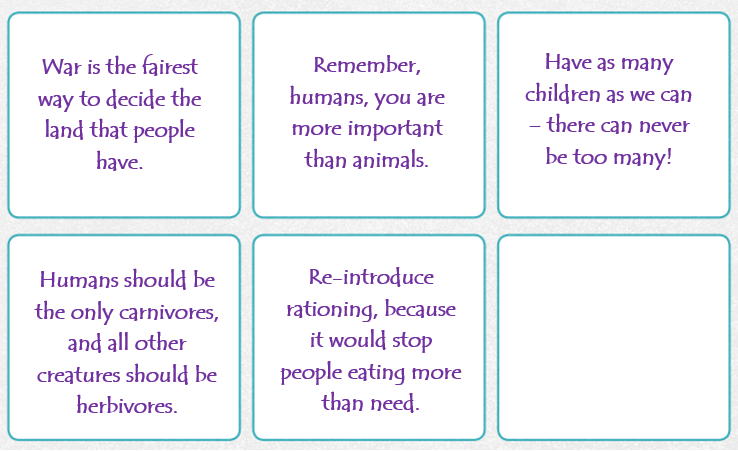 War is the fairest
way to decide the
land that people
have.
Remember,
humans, you are
more important
than animals.
Have as many
children as we can
– there can never
be too many!
Humans should be
the only carnivores,
and all other
creatures should be
herbivores.
Re-introduce
rationing, because
it would stop
people eating more
than need.